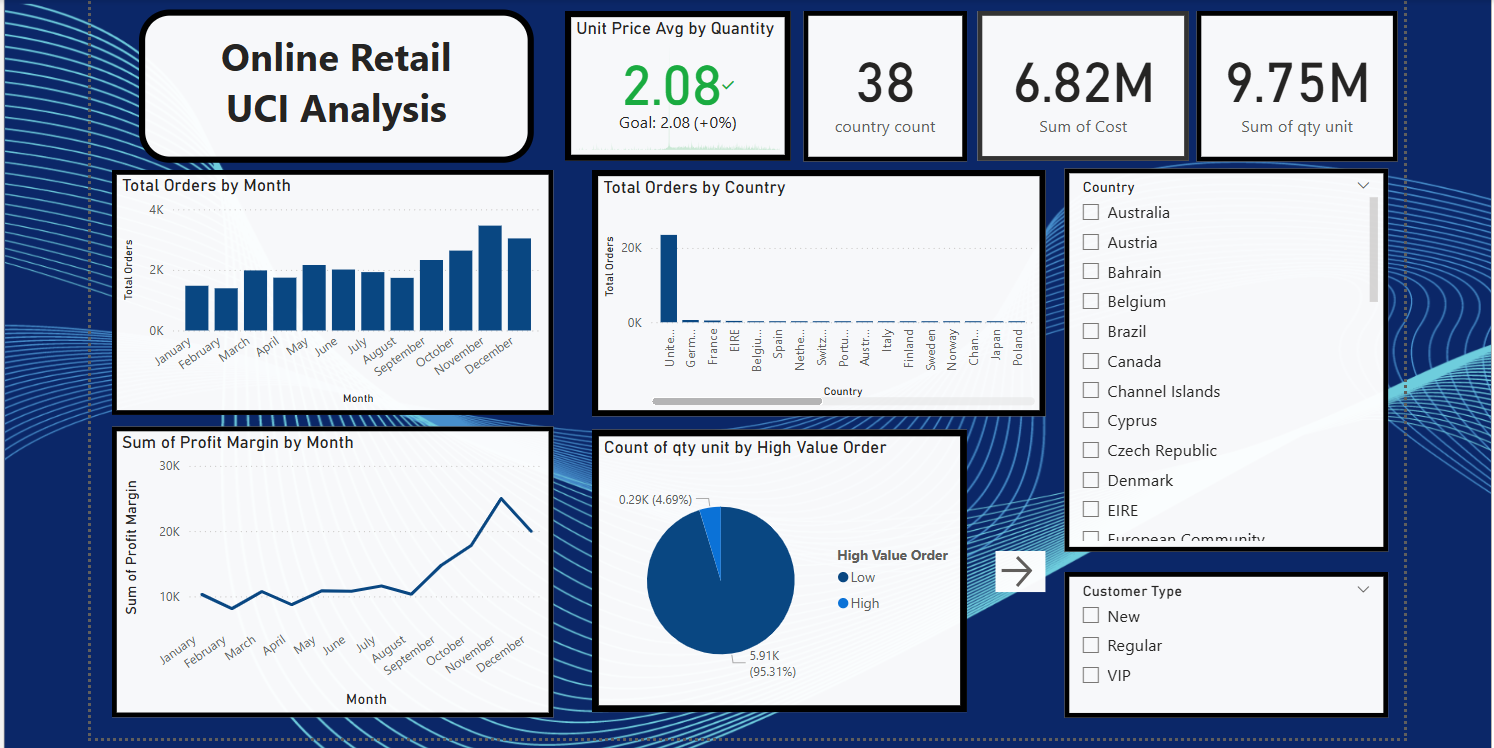 Online Retail
UCI Analysis
Unit Price Avg by Quantity
2.08
Goal: 2.08 (+0%)
38
country count
6.82M
Sum of Cost
9.75M
Sum of qty unit
Total Orders by Month
Total Orders
4K
2K
0K
January
February
March
April
May
June
July
August
September
October
November
December
Month
Total Orders by Country
Total Orders
20K
0K
Unite...
Germ...
France
EIRE
Belgiu...
Spain
Nethe...
Switz...
Portu...
Austr...
Italy
Finland
Sweden
Norway
Chan...
Japan
Poland
Country
Country
Australia
Austria
Bahrain
Belgium
Brazil
Canada
Channel Islands
Cyprus
Czech Republic
Denmark
EIRE
European Community
Sum of Profit Margin by Month
Sum of Profit Margin
30K
20K
10K
January
February
March
April
May
June
July
August
September
October
November
December
Month
Count of qty unit by High Value Order
0.29K (4.69%)
5.91K
(95.31%)
High Value Order
Low
High
Customer Type
New
Regular
VIP